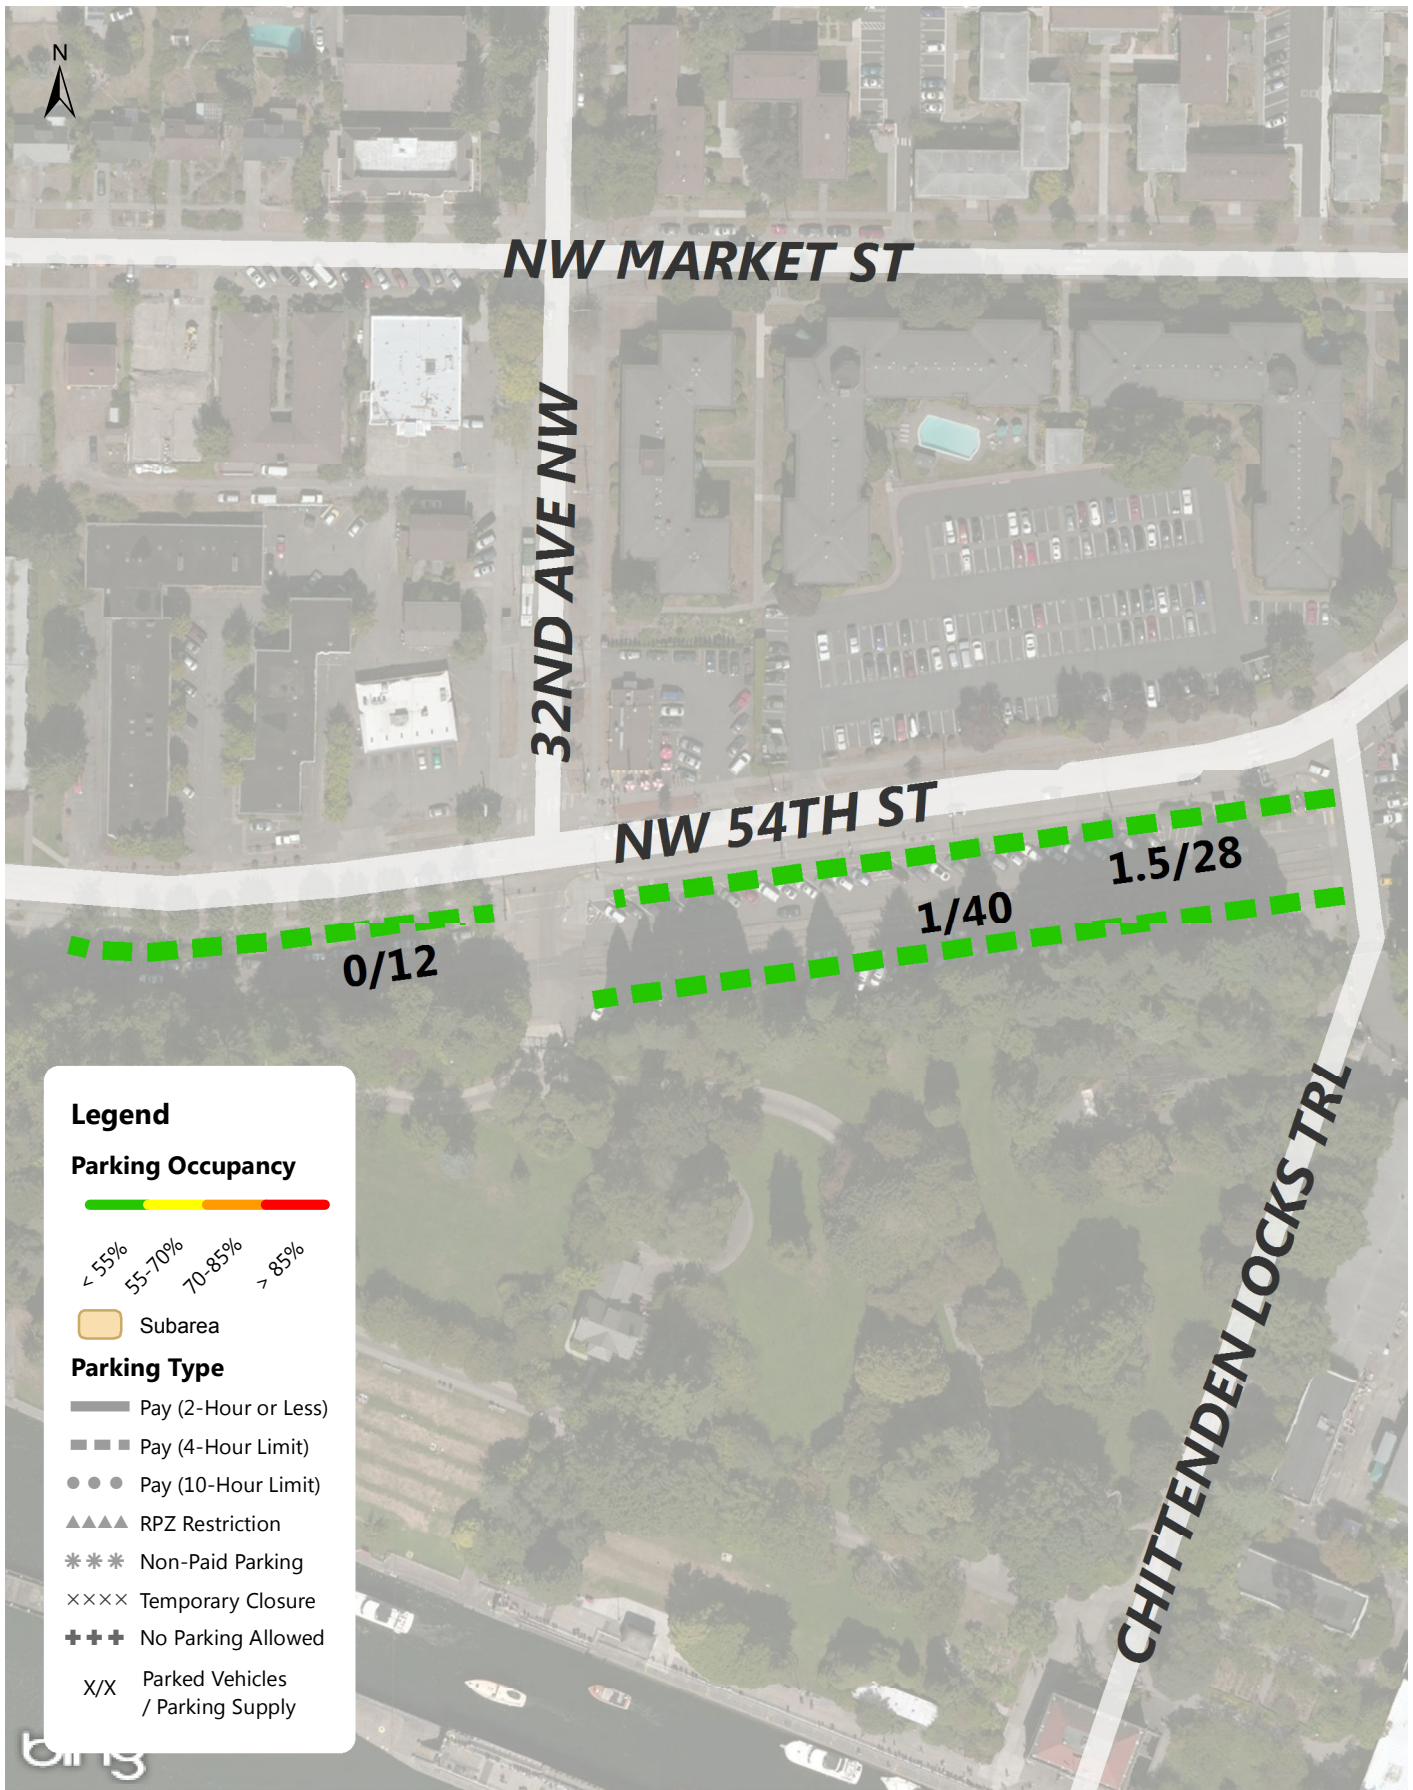 N
NW MARKET ST
32ND AVE NW
NW 54TH ST
1.5/28
1/40
0/12
CHITTENDEN LOCKS TRL
Legend
Parking Occupancy
< 55%
55-70%
70-85%
> 85%
Subarea
Parking Type
Pay (2-Hour or Less)
Pay (4-Hour Limit)
Pay (10-Hour Limit)
RPZ Restriction
Non-Paid Parking
Temporary Closure
No Parking Allowed
X/X Parked Vehicles
/ Parking Supply
bing